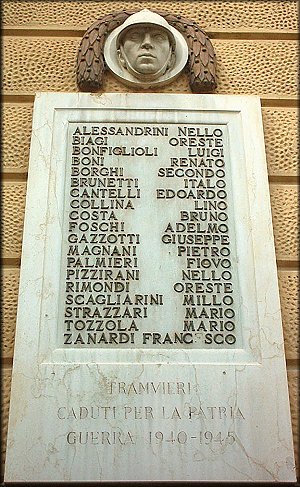 ALESSANDRINI NELLO
BIAGI ORESTE
BONFIGLIOLI LUIGI
BONI RENATO
BORGHI SECONDO
BRUNETTI ITALO
CANTELLI EDOARDO
COLLINA LINO
COSTA BRUNO
FOSCHI ADELMO
GAZZOTTI GIUSEPPE
MAGNANI PIETRO
PALMIERI FIOVO
PIZZIRANI NELLO
RIMONDI ORESTE
SCAGLIARINI MILLO
STRAZZARI MARIO
TOZZOLA MARIO
ZANARDI FRANC SCO
TRAMVIERI
CADUTI PER LA PATRIA
GUERRA 1940-1945